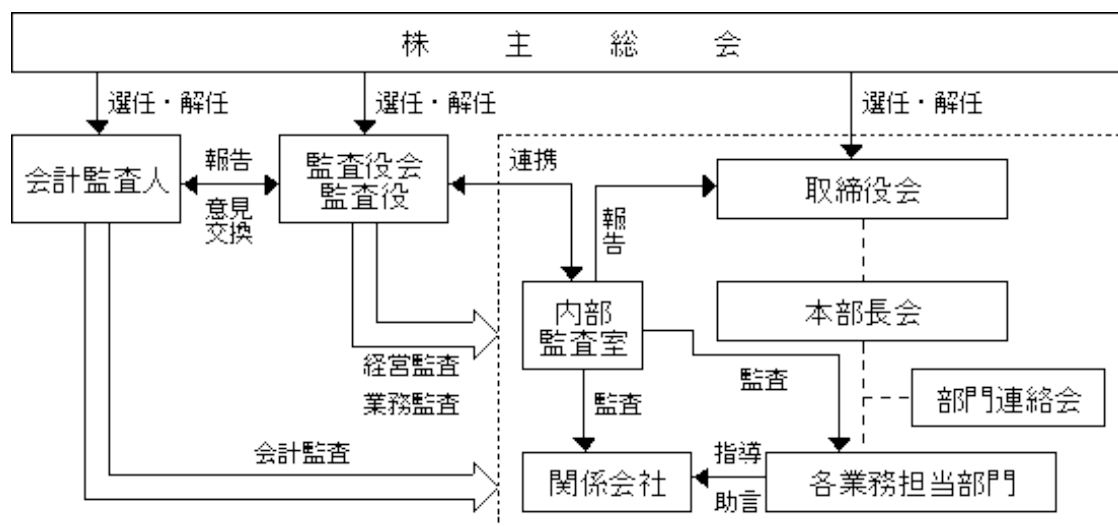 株主総会
選任・解任
選任・解任
選任・解任
会計監査人
報告
意見
交換
監査役会
監査役
連携
取締役会
報告
内部
監査室
本部長会
経営監査
業務監査
監査
監査
部門連絡会
会計監査
関係会社
指導
助言
各業務担当部門